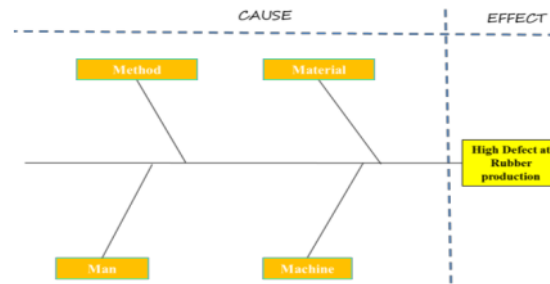 CAUSE
EFFECT
Method
Material
High Defect at
Rubber
production
Man
Machine